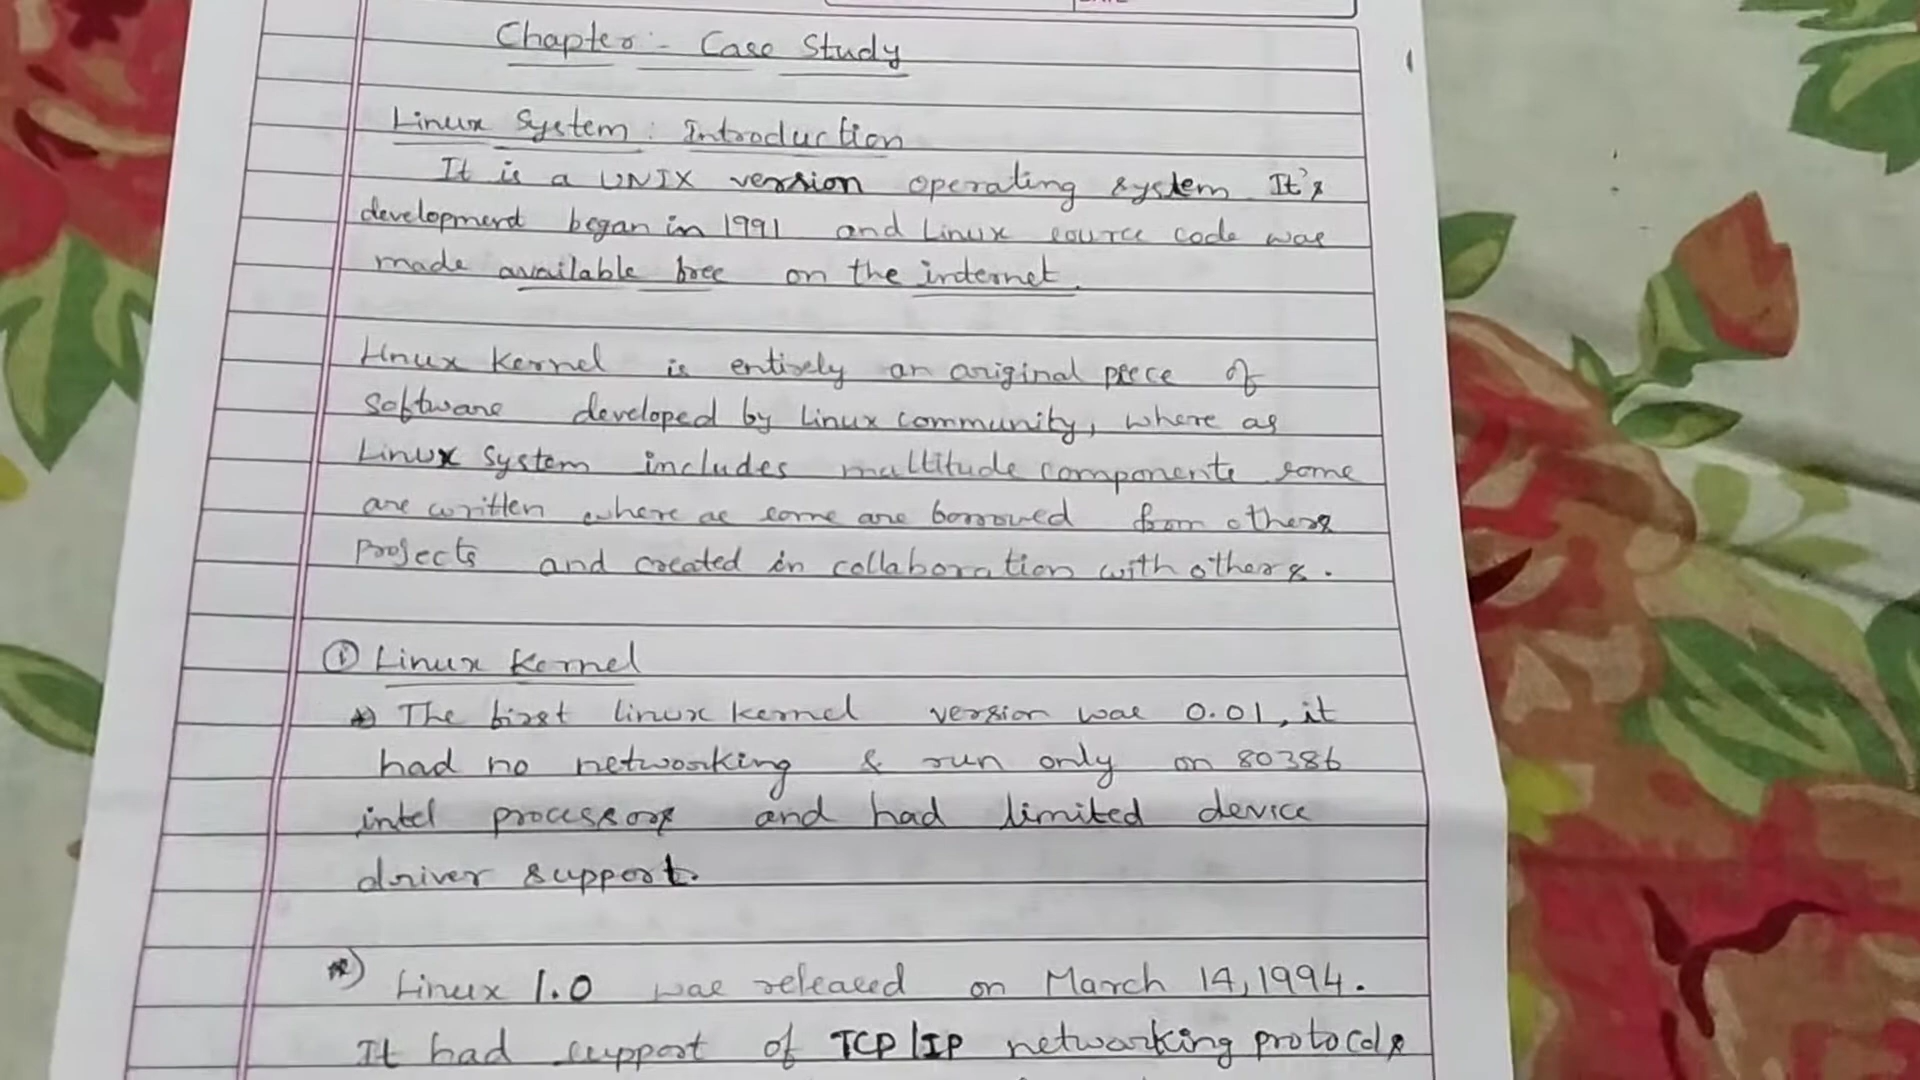 Chapter:- Case Study
Linux System: Introduction
It is a UNIX version operating system. It's
development began in 1991 and Linux source code was
made available free on the internet.
Linux Kernel is entirely an original piece of
software developed by Linux community, where as
Linux System includes multitude components some
are written where as some are borrowed from others
projects and created in collaboration with others.
① Linux Kernel
*) The first linux kernel version was 0.01, it
had no networking & run only on 80386
intel processors and had limited device
driver support.
*) Linux 1.0 was released on March 14, 1994.
It had support of TCP/IP networking protocols